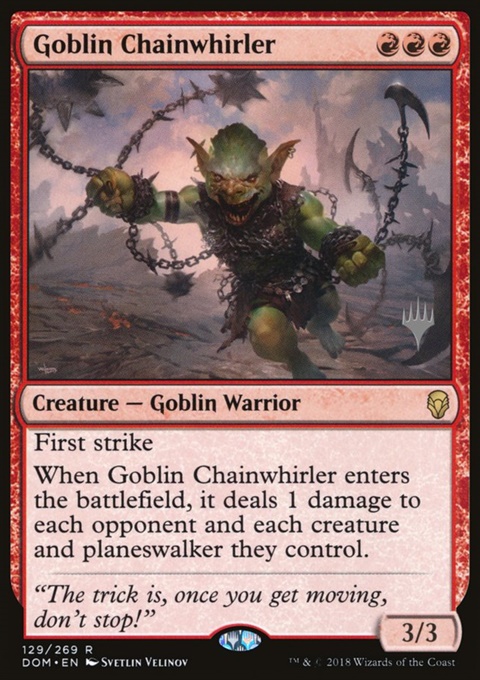 Goblin Chainwhirler
Creature — Goblin Warrior
First strike
When Goblin Chainwhirler enters
the battlefield, it deals 1 damage to
each opponent and each creature
and planeswalker they control.
“The trick is, once you get moving,
don’t stop!”
3/3
129/269 R
DOM • EN Svetlin Velinov
™ & © 2018 Wizards of the Coast